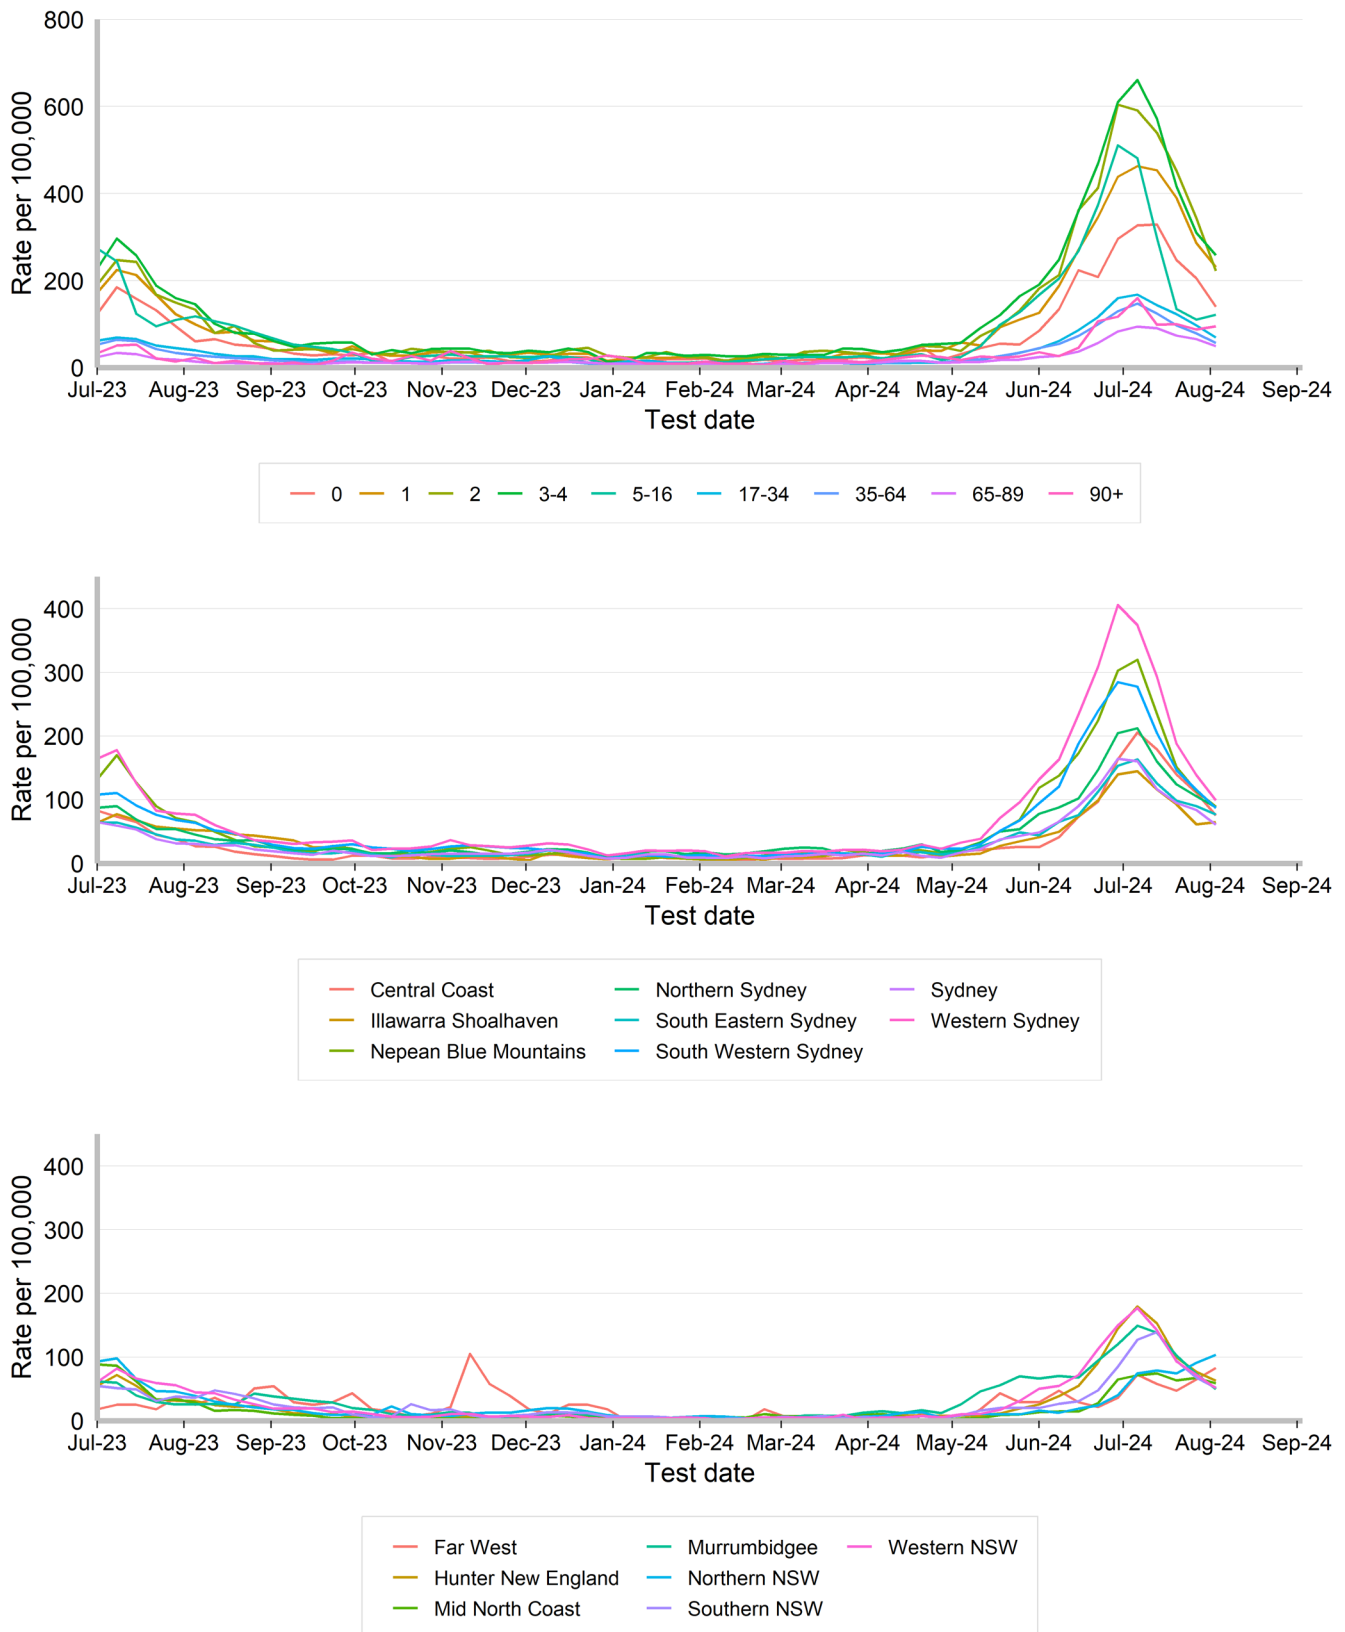 800
600
400
200
0
Rate per 100,000
Jul-23 Aug-23 Sep-23 Oct-23 Nov-23 Dec-23 Jan-24 Feb-24 Mar-24 Apr-24 May-24 Jun-24 Jul-24 Aug-24 Sep-24
Test date
0 1 2 3-4 5-16 17-34 35-64 65-89 90+
400
300
200
100
0
Rate per 100,000
Jul-23 Aug-23 Sep-23 Oct-23 Nov-23 Dec-23 Jan-24 Feb-24 Mar-24 Apr-24 May-24 Jun-24 Jul-24 Aug-24 Sep-24
Test date
Central Coast Northern Sydney Sydney
Illawarra Shoalhaven South Eastern Sydney Western Sydney
Nepean Blue Mountains South Western Sydney
400
300
200
100
0
Rate per 100,000
Jul-23 Aug-23 Sep-23 Oct-23 Nov-23 Dec-23 Jan-24 Feb-24 Mar-24 Apr-24 May-24 Jun-24 Jul-24 Aug-24 Sep-24
Test date
Far West Murrumbidgee Western NSW
Hunter New England Northern NSW
Mid North Coast Southern NSW